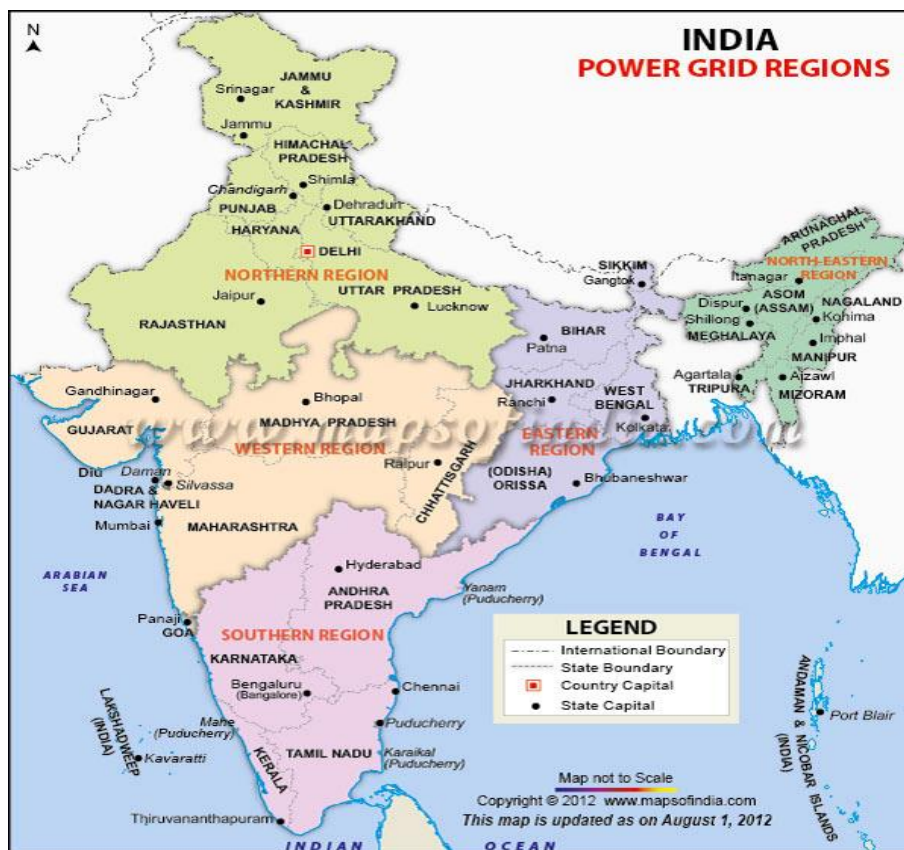 N
INDIA
POWER GRID REGIONS
JAMMU
&
KASHMIR
Srinagar
Jammu
HIMACHAL
PRADESH
Shimla
Chandigarh
PUNJAB
Dehradun
UTTARAKHAND
HARYANA
DELHI
NORTHERN REGION
UTTAR PRADESH
Jaipur
Lucknow
RAJASTHAN
SIKKIM
Gangtok
ARUNACHAL
PRADESH
NORTH-EASTERN
REGION
Itanagar
ASOM
(ASSAM)
Dispur
NAGALAND
Shillong
Kohima
MEGHALAYA
Imphal
MANIPUR
Agartala
TRIPURA
Aizawl
MIZORAM
BIHAR
Patna
JHARKHAND
Ranchi
WEST
BENGAL
Kolkata
EASTERN
REGION
(ODISHA)
ORISSA
Bhubaneshwar
Gandhinagar
GUJARAT
Bhopal
MADHYA PRADESH
WESTERN REGION
Raipur
CHHATTISGARH
Diu
Daman
Silvassa
DADRA &
NAGAR HAVELI
Mumbai
MAHARASHTRA
ARABIAN
SEA
BAY
OF
BENGAL
Hyderabad
ANDHRA
PRADESH
Yanam
(Puducherry)
Panaji
GOA
SOUTHERN REGION
KARNATAKA
Bengaluru
(Bangalore)
Chennai
Mahe
(Puducherry)
Puducherry
TAMIL NADU
Karaikal
(Puducherry)
KERALA
LAKSHADWEEP
(INDIA)
Kavaratti
Thiruvananthapuram
LEGEND
International Boundary
State Boundary
Country Capital
State Capital
ANDAMAN & NICOBAR ISLANDS
(INDIA)
Port Blair
Map not to Scale
Copyright © 2012 www.mapsofindia.com
This map is updated as on August 1, 2012
INDIAN OCEAN